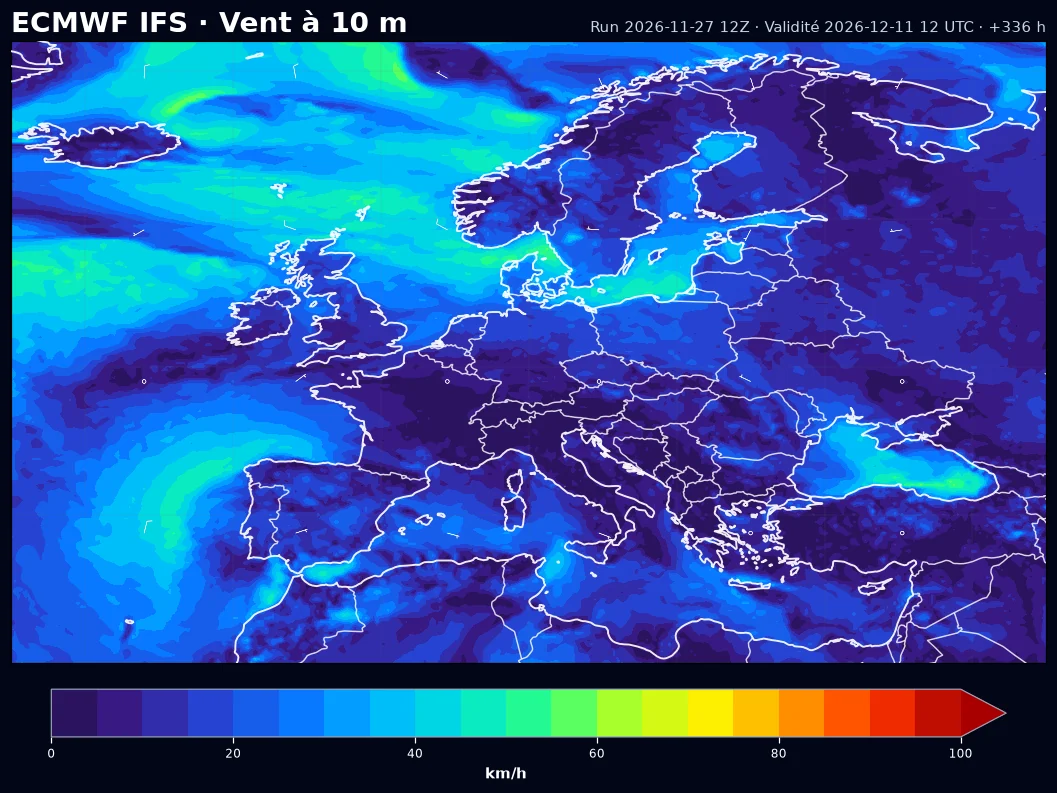 ECMWF IFS · Vent à 10 m
Run 2026-11-27 12Z · Validité 2026-12-11 12 UTC · +336 h
0 20 40 60 80 100
km/h